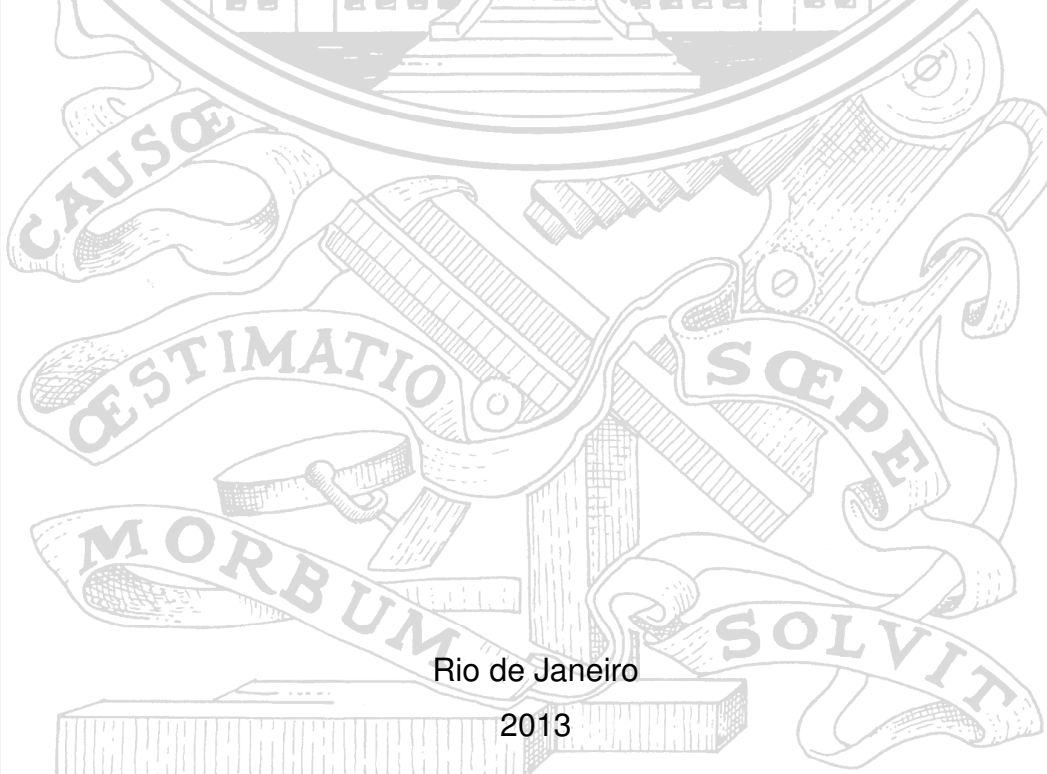 CAUSŒ
ŒSTIMATIO
SŒPE
MORBUM
SOLVIT
Rio de Janeiro
2013